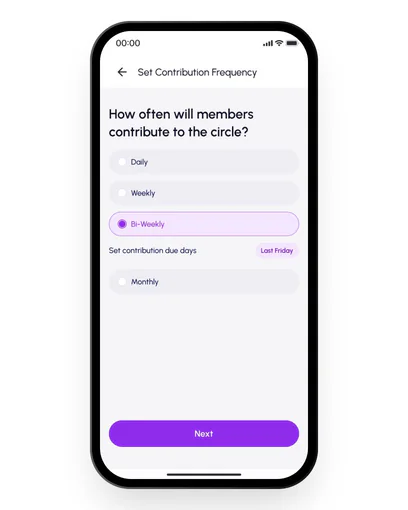 00:00
Set Contribution Frequency
How often will members
contribute to the circle?
Daily
Weekly
Bi-Weekly
Set contribution due days
Last Friday
Monthly
Next